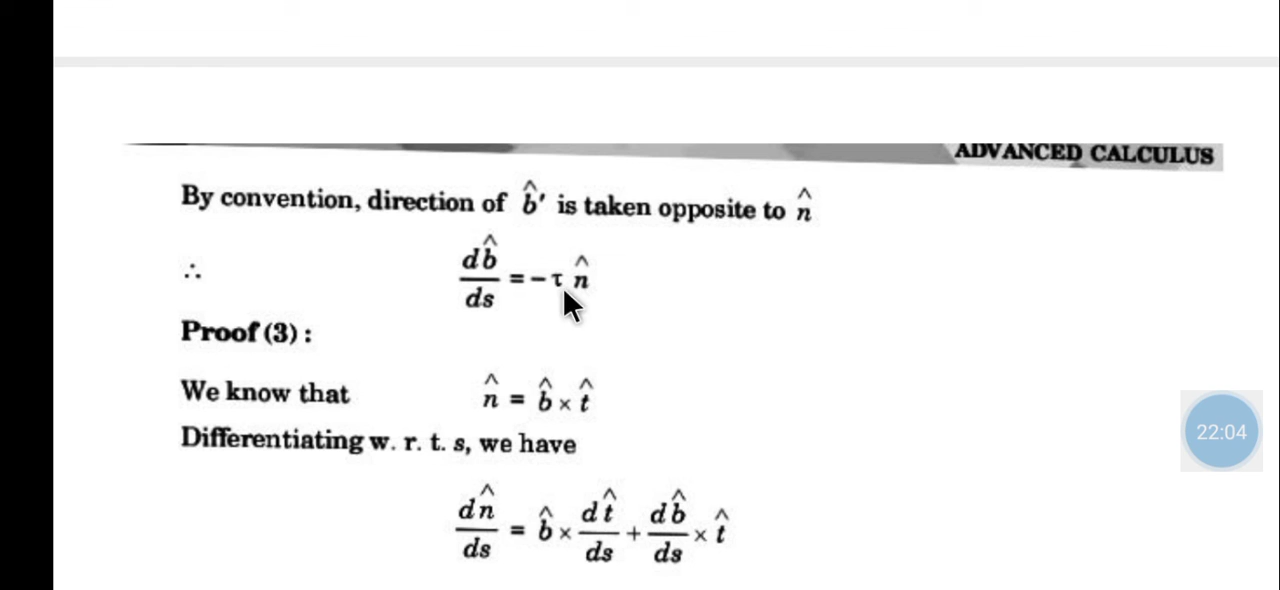 ADVANCED CALCULUS
By convention, direction of b̂′ is taken opposite to n̂
∴ db̂/ds = − τ n̂
Proof (3) :
We know that n̂ = b̂ × t̂
Differentiating w. r. t. s, we have
dn̂/ds = b̂ × dt̂/ds + db̂/ds × t̂
22:04